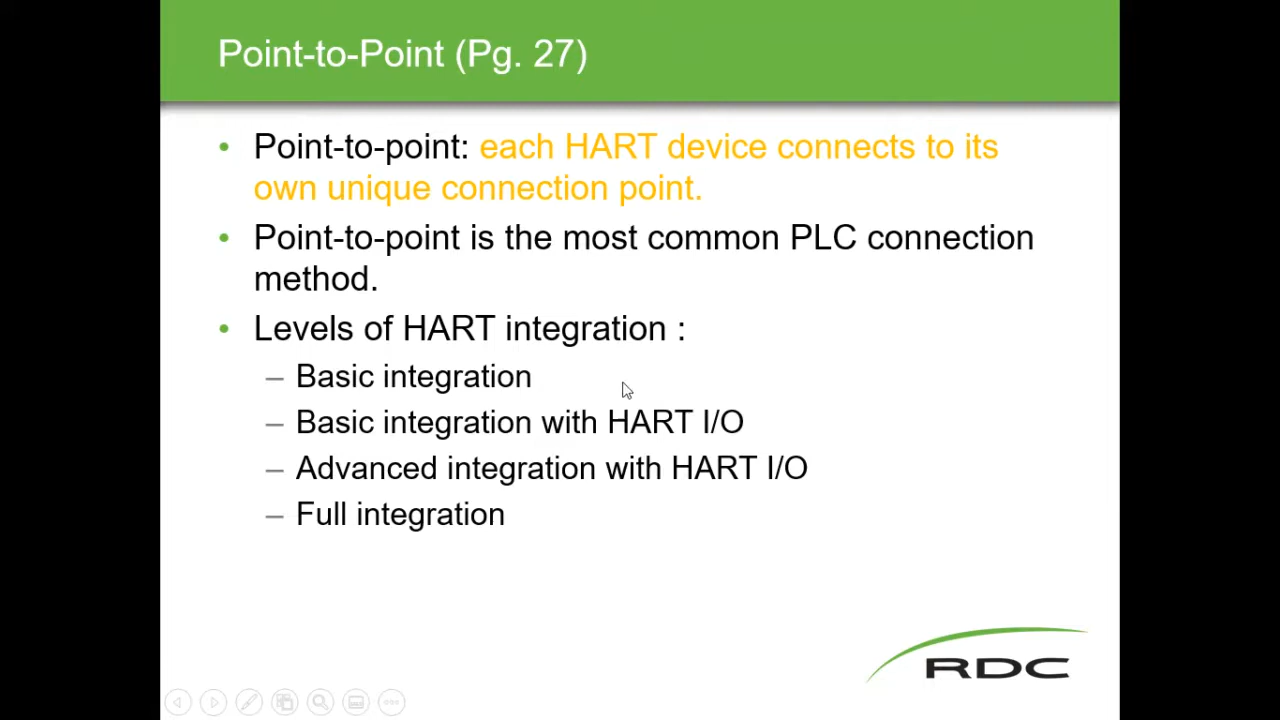 Point-to-Point (Pg. 27)
• Point-to-point: each HART device connects to its
own unique connection point.
• Point-to-point is the most common PLC connection
method.
• Levels of HART integration :
– Basic integration
– Basic integration with HART I/O
– Advanced integration with HART I/O
– Full integration
RDC